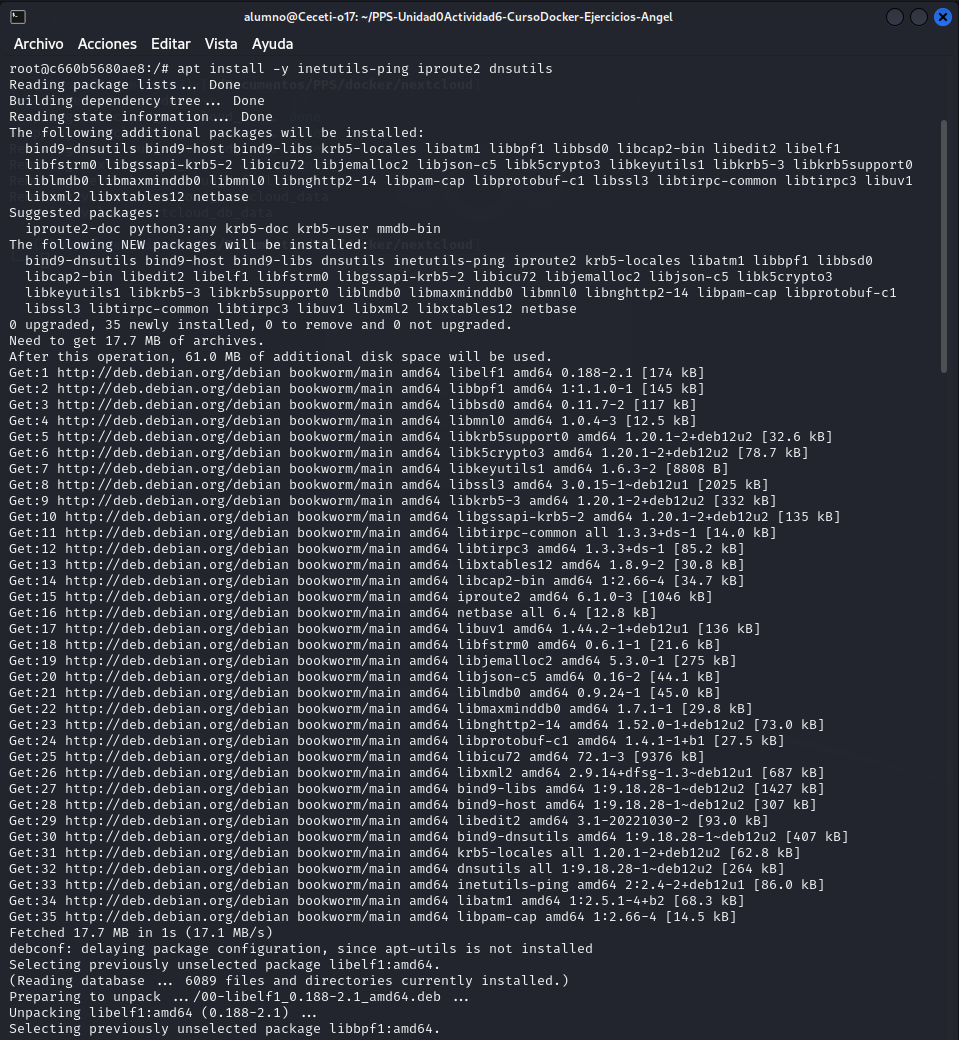 alumno@Ceceti-o17: ~/PPS-Unidad0Actividad6-CursoDocker-Ejercicios-Angel
Archivo Acciones Editar Vista Ayuda
root@c660b5680ae8:/# apt install -y inetutils-ping iproute2 dnsutils
Reading package lists... Done
Building dependency tree... Done
Reading state information... Done
The following additional packages will be installed:
bind9-dnsutils bind9-host bind9-libs krb5-locales libatm1 libbpf1 libbsd0 libcap2-bin libedit2 libelf1
libfstrm0 libgssapi-krb5-2 libicu72 libjemalloc2 libjson-c5 libk5crypto3 libkeyutils1 libkrb5-3 libkrb5support0
liblmdb0 libmaxminddb0 libmnl0 libnghttp2-14 libpam-cap libprotobuf-c1 libssl3 libtirpc-common libtirpc3 libuv1
libxml2 libxtables12 netbase
Suggested packages:
iproute2-doc python3:any krb5-doc krb5-user mmdb-bin
The following NEW packages will be installed:
bind9-dnsutils bind9-host bind9-libs dnsutils inetutils-ping iproute2 krb5-locales libatm1 libbpf1 libbsd0
libcap2-bin libedit2 libelf1 libfstrm0 libgssapi-krb5-2 libicu72 libjemalloc2 libjson-c5 libk5crypto3
libkeyutils1 libkrb5-3 libkrb5support0 liblmdb0 libmaxminddb0 libmnl0 libnghttp2-14 libpam-cap libprotobuf-c1
libssl3 libtirpc-common libtirpc3 libuv1 libxml2 libxtables12 netbase
0 upgraded, 35 newly installed, 0 to remove and 0 not upgraded.
Need to get 17.7 MB of archives.
After this operation, 61.0 MB of additional disk space will be used.
Get:1 http://deb.debian.org/debian bookworm/main amd64 libelf1 amd64 0.188-2.1 [174 kB]
Get:2 http://deb.debian.org/debian bookworm/main amd64 libbpf1 amd64 1:1.1.0-1 [145 kB]
Get:3 http://deb.debian.org/debian bookworm/main amd64 libbsd0 amd64 0.11.7-2 [117 kB]
Get:4 http://deb.debian.org/debian bookworm/main amd64 libmnl0 amd64 1.0.4-3 [12.5 kB]
Get:5 http://deb.debian.org/debian bookworm/main amd64 libkrb5support0 amd64 1.20.1-2+deb12u2 [32.6 kB]
Get:6 http://deb.debian.org/debian bookworm/main amd64 libk5crypto3 amd64 1.20.1-2+deb12u2 [78.7 kB]
Get:7 http://deb.debian.org/debian bookworm/main amd64 libkeyutils1 amd64 1.6.3-2 [8808 B]
Get:8 http://deb.debian.org/debian bookworm/main amd64 libssl3 amd64 3.0.15-1~deb12u1 [2025 kB]
Get:9 http://deb.debian.org/debian bookworm/main amd64 libkrb5-3 amd64 1.20.1-2+deb12u2 [332 kB]
Get:10 http://deb.debian.org/debian bookworm/main amd64 libgssapi-krb5-2 amd64 1.20.1-2+deb12u2 [135 kB]
Get:11 http://deb.debian.org/debian bookworm/main amd64 libtirpc-common all 1.3.3+ds-1 [14.0 kB]
Get:12 http://deb.debian.org/debian bookworm/main amd64 libtirpc3 amd64 1.3.3+ds-1 [85.2 kB]
Get:13 http://deb.debian.org/debian bookworm/main amd64 libxtables12 amd64 1.8.9-2 [30.8 kB]
Get:14 http://deb.debian.org/debian bookworm/main amd64 libcap2-bin amd64 1:2.66-4 [34.7 kB]
Get:15 http://deb.debian.org/debian bookworm/main amd64 iproute2 amd64 6.1.0-3 [1046 kB]
Get:16 http://deb.debian.org/debian bookworm/main amd64 netbase all 6.4 [12.8 kB]
Get:17 http://deb.debian.org/debian bookworm/main amd64 libuv1 amd64 1.44.2-1+deb12u1 [136 kB]
Get:18 http://deb.debian.org/debian bookworm/main amd64 libfstrm0 amd64 0.6.1-1 [21.6 kB]
Get:19 http://deb.debian.org/debian bookworm/main amd64 libjemalloc2 amd64 5.3.0-1 [275 kB]
Get:20 http://deb.debian.org/debian bookworm/main amd64 libjson-c5 amd64 0.16-2 [44.1 kB]
Get:21 http://deb.debian.org/debian bookworm/main amd64 liblmdb0 amd64 0.9.24-1 [45.0 kB]
Get:22 http://deb.debian.org/debian bookworm/main amd64 libmaxminddb0 amd64 1.7.1-1 [29.8 kB]
Get:23 http://deb.debian.org/debian bookworm/main amd64 libnghttp2-14 amd64 1.52.0-1+deb12u2 [73.0 kB]
Get:24 http://deb.debian.org/debian bookworm/main amd64 libprotobuf-c1 amd64 1.4.1-1+b1 [27.5 kB]
Get:25 http://deb.debian.org/debian bookworm/main amd64 libicu72 amd64 72.1-3 [9376 kB]
Get:26 http://deb.debian.org/debian bookworm/main amd64 libxml2 amd64 2.9.14+dfsg-1.3~deb12u1 [687 kB]
Get:27 http://deb.debian.org/debian bookworm/main amd64 bind9-libs amd64 1:9.18.28-1~deb12u2 [1427 kB]
Get:28 http://deb.debian.org/debian bookworm/main amd64 bind9-host amd64 1:9.18.28-1~deb12u2 [307 kB]
Get:29 http://deb.debian.org/debian bookworm/main amd64 libedit2 amd64 3.1-20221030-2 [93.0 kB]
Get:30 http://deb.debian.org/debian bookworm/main amd64 bind9-dnsutils amd64 1:9.18.28-1~deb12u2 [407 kB]
Get:31 http://deb.debian.org/debian bookworm/main amd64 krb5-locales all 1.20.1-2+deb12u2 [62.8 kB]
Get:32 http://deb.debian.org/debian bookworm/main amd64 dnsutils all 1:9.18.28-1~deb12u2 [264 kB]
Get:33 http://deb.debian.org/debian bookworm/main amd64 inetutils-ping amd64 2:2.4-2+deb12u1 [86.0 kB]
Get:34 http://deb.debian.org/debian bookworm/main amd64 libatm1 amd64 1:2.5.1-4+b2 [68.3 kB]
Get:35 http://deb.debian.org/debian bookworm/main amd64 libpam-cap amd64 1:2.66-4 [14.5 kB]
Fetched 17.7 MB in 1s (17.1 MB/s)
debconf: delaying package configuration, since apt-utils is not installed
Selecting previously unselected package libelf1:amd64.
(Reading database ... 6089 files and directories currently installed.)
Preparing to unpack .../00-libelf1_0.188-2.1_amd64.deb ...
Unpacking libelf1:amd64 (0.188-2.1) ...
Selecting previously unselected package libbpf1:amd64.